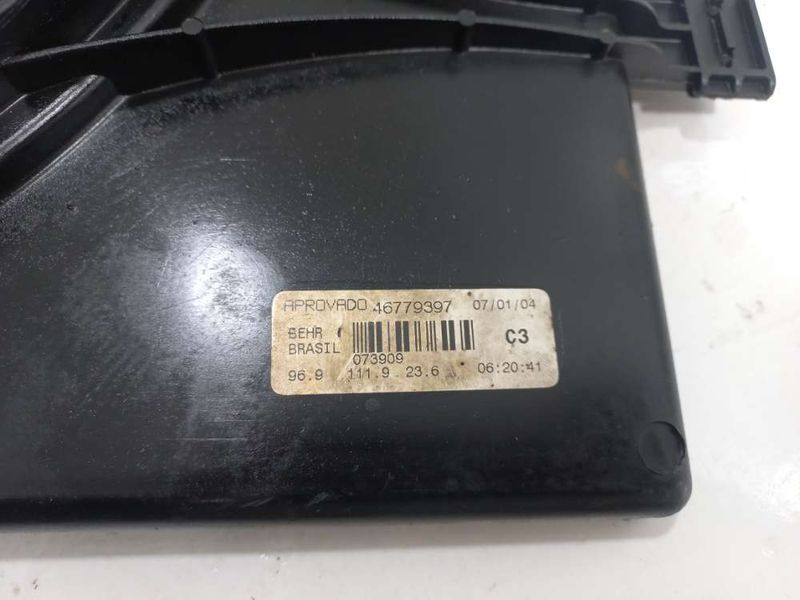 APROVADO 46779397 07/01/04
BEHR
BRASIL
C3
073909
96.9 111.9 23.6 06:20:41